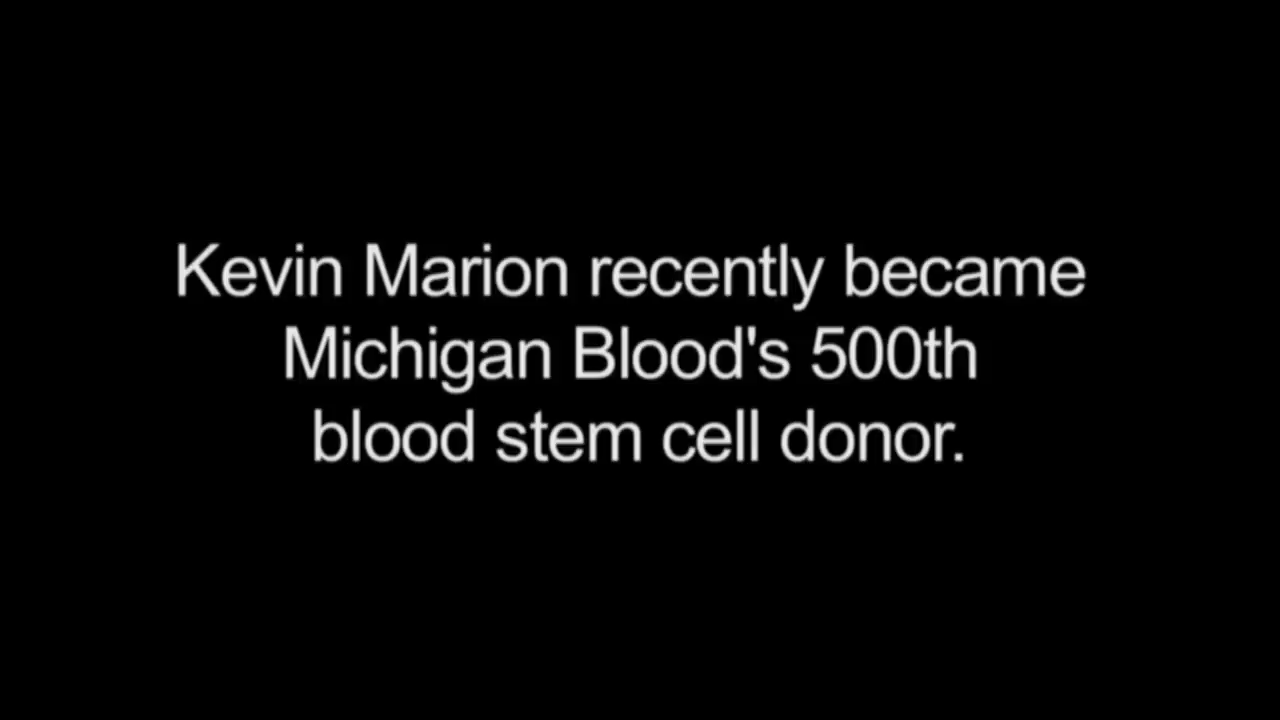 Kevin Marion recently became
Michigan Blood's 500th
blood stem cell donor.